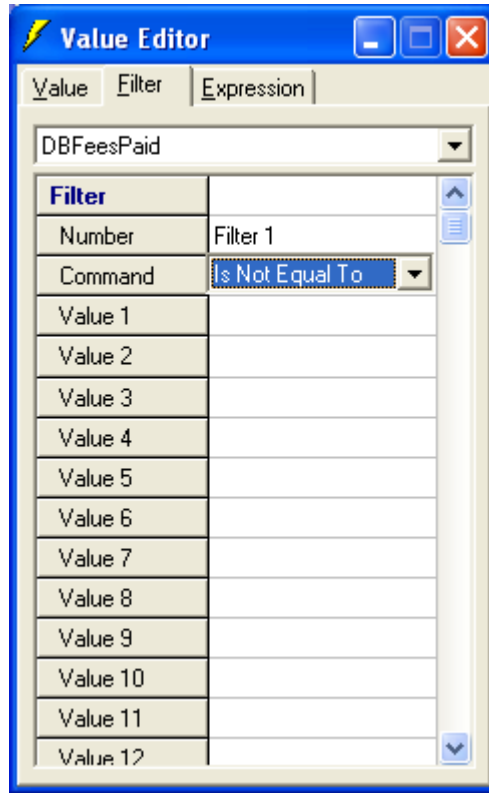 Value Editor
Value Filter Expression
DBFeesPaid
Filter
Number Filter 1
Command Is Not Equal To
Value 1
Value 2
Value 3
Value 4
Value 5
Value 6
Value 7
Value 8
Value 9
Value 10
Value 11
Value 12